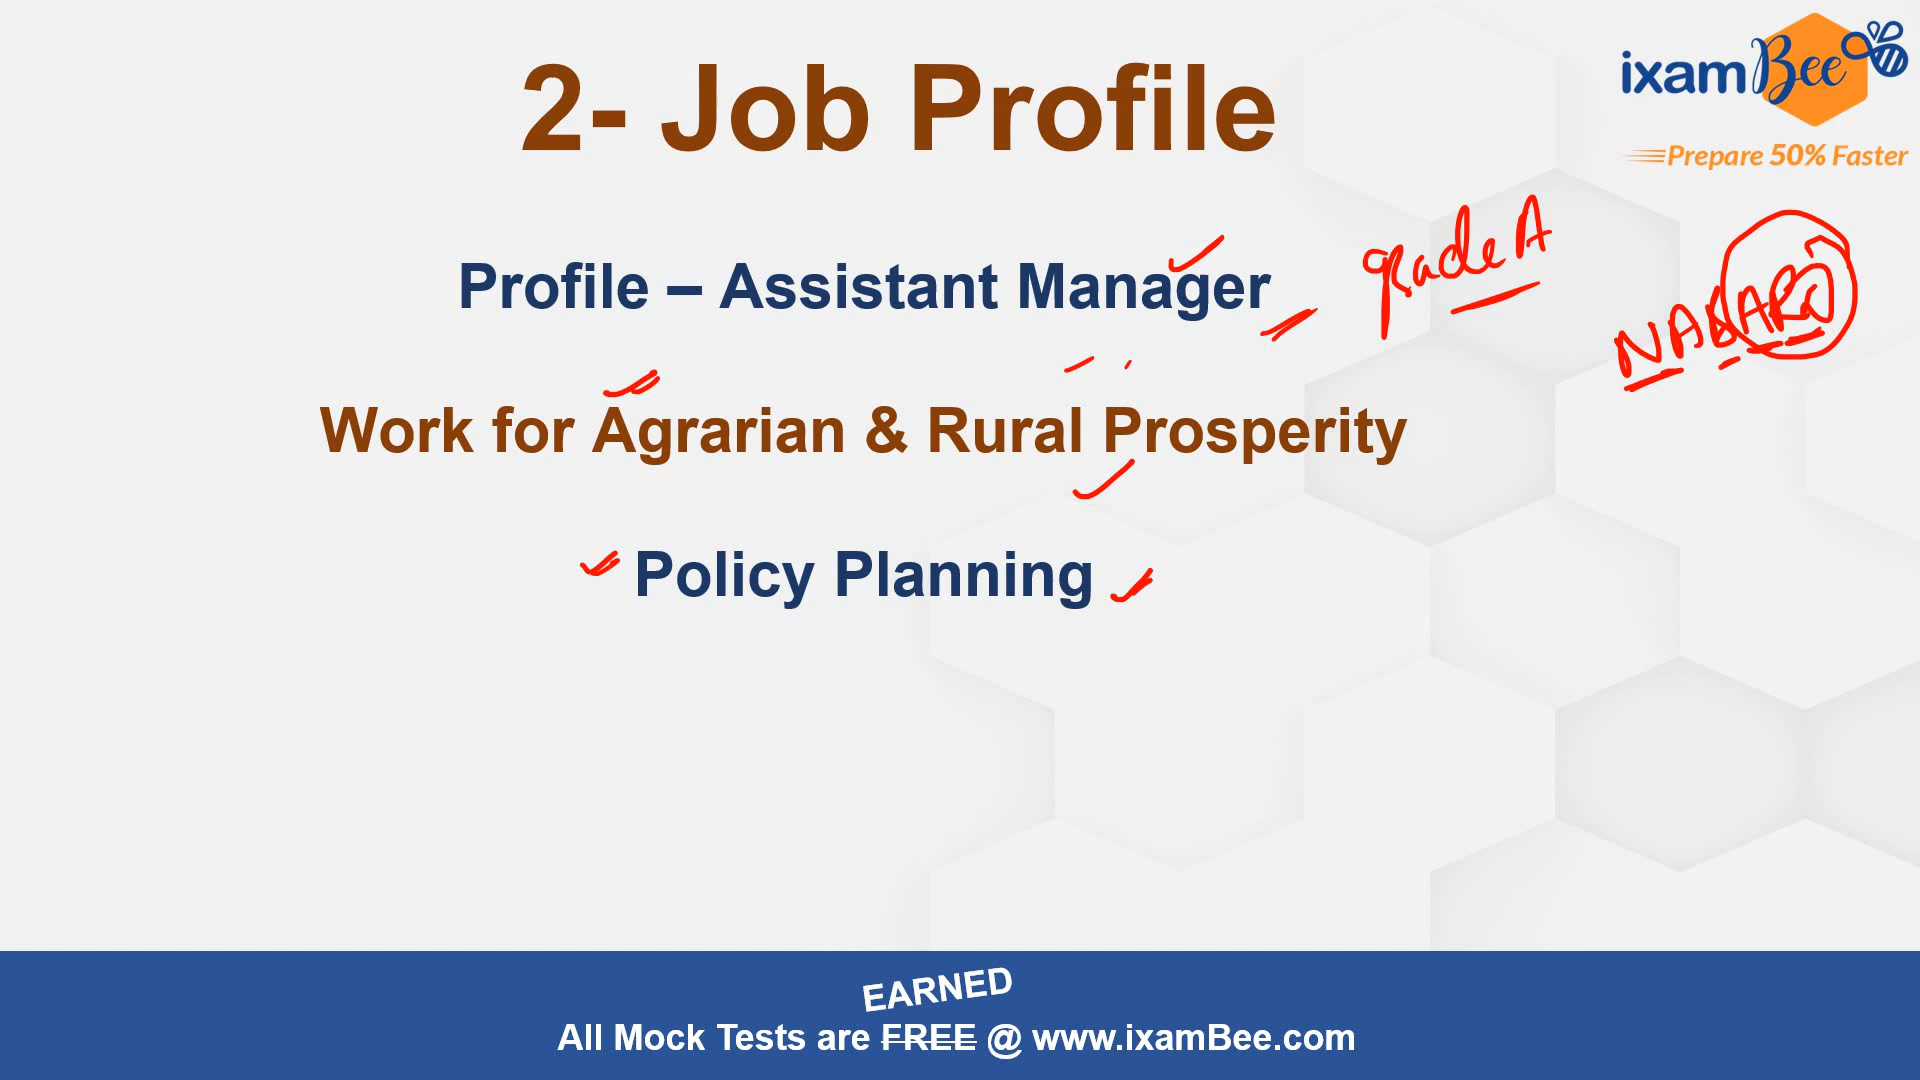 2- Job Profile
ixamBee
Prepare 50% Faster
Profile – Assistant Manager
grade A
NABARD
Work for Agrarian & Rural Prosperity
Policy Planning
EARNED
All Mock Tests are FREE @ www.ixamBee.com